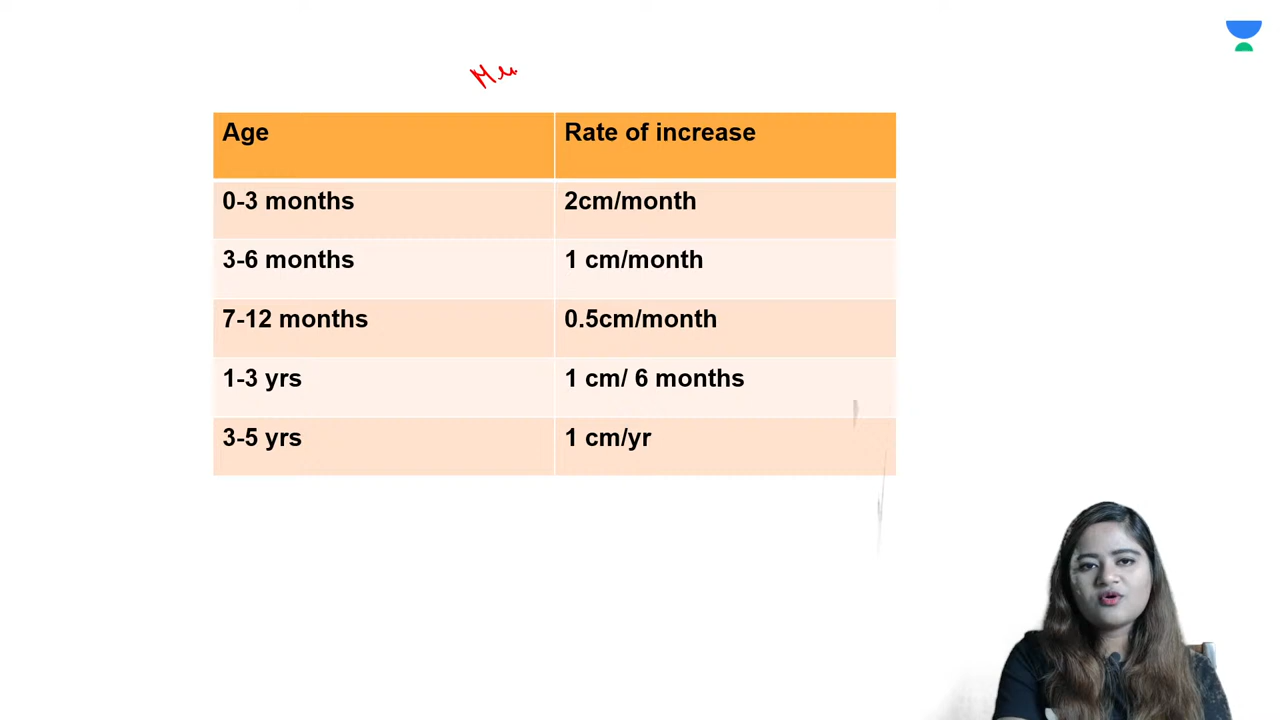 Age Rate of increase
0-3 months 2cm/month
3-6 months 1 cm/month
7-12 months 0.5cm/month
1-3 yrs 1 cm/ 6 months
3-5 yrs 1 cm/yr